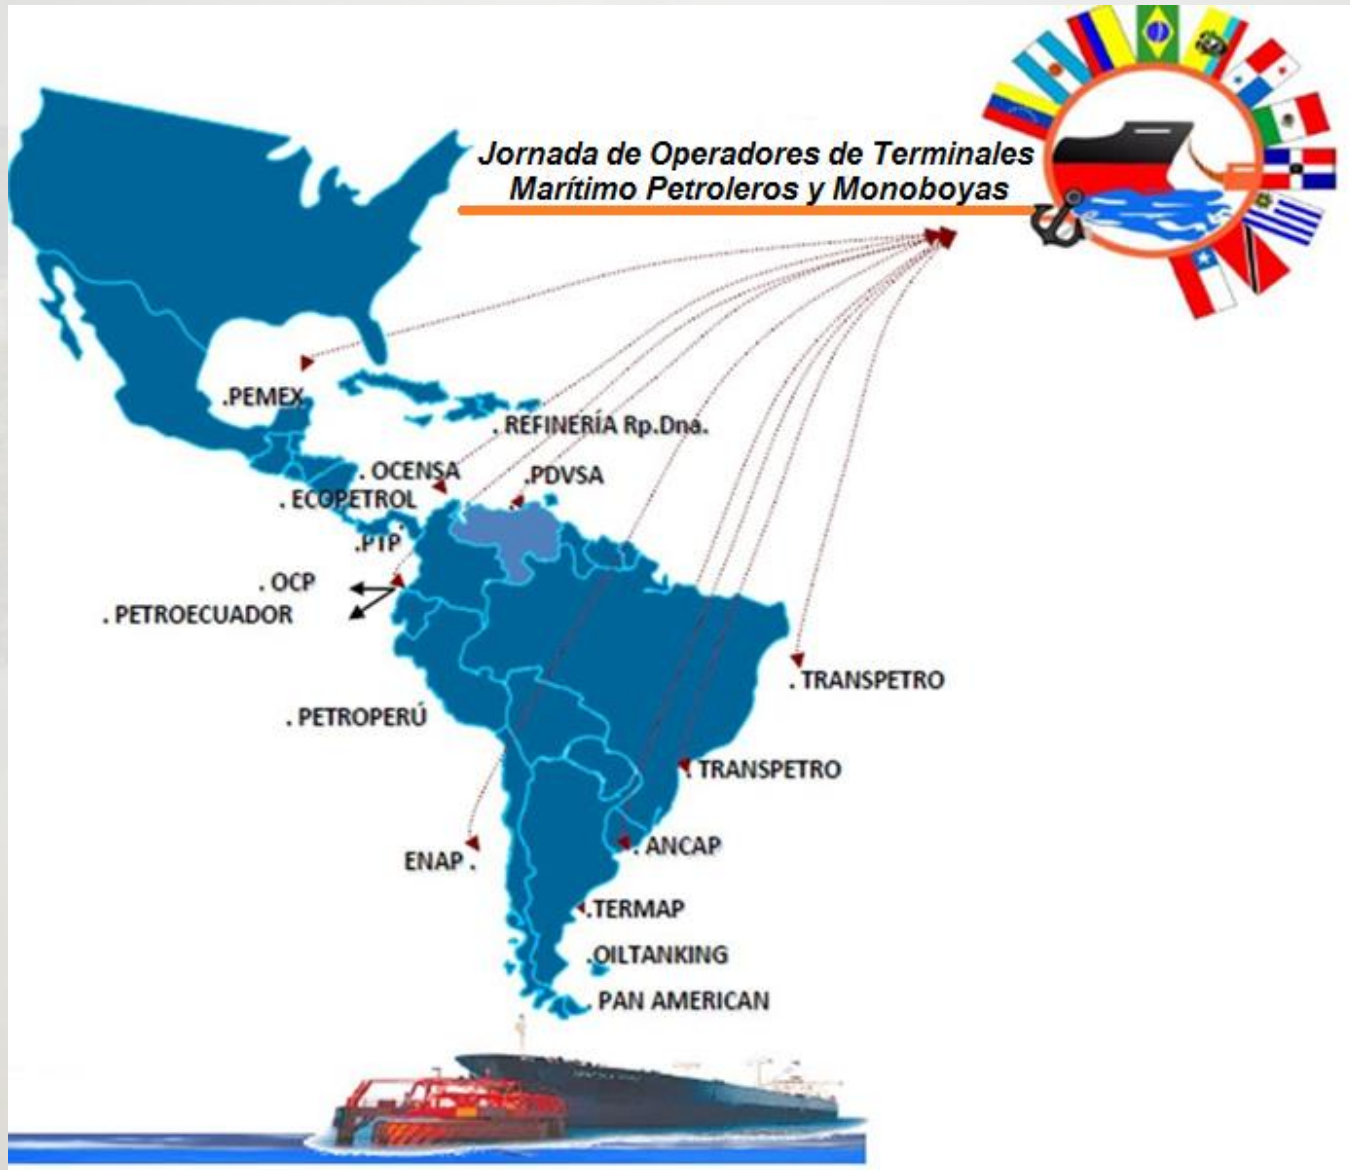 Jornada de Operadores de Terminales
Marítimo Petroleros y Monoboyas
.PEMEX
. REFINERÍA Rp.Dna.
. OCENSA
.PDVSA
. ECOPETROL
.PTP
. OCP
. PETROECUADOR
. TRANSPETRO
. PETROPERÚ
. TRANSPETRO
. ANCAP
ENAP .
.TERMAP
.OILTANKING
. PAN AMERICAN